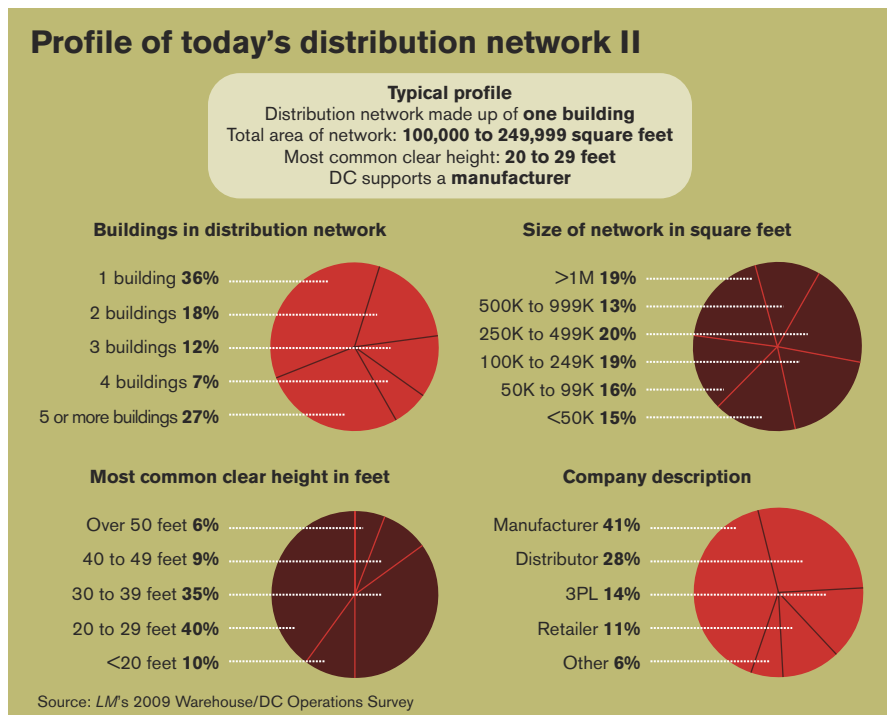 Profile of today's distribution network II
Typical profile
Distribution network made up of one building
Total area of network: 100,000 to 249,999 square feet
Most common clear height: 20 to 29 feet
DC supports a manufacturer
Buildings in distribution network
1 building 36%
2 buildings 18%
3 buildings 12%
4 buildings 7%
5 or more buildings 27%
Size of network in square feet
>1M 19%
500K to 999K 13%
250K to 499K 20%
100K to 249K 19%
50K to 99K 16%
<50K 15%
Most common clear height in feet
Over 50 feet 6%
40 to 49 feet 9%
30 to 39 feet 35%
20 to 29 feet 40%
<20 feet 10%
Company description
Manufacturer 41%
Distributor 28%
3PL 14%
Retailer 11%
Other 6%
Source: LM's 2009 Warehouse/DC Operations Survey